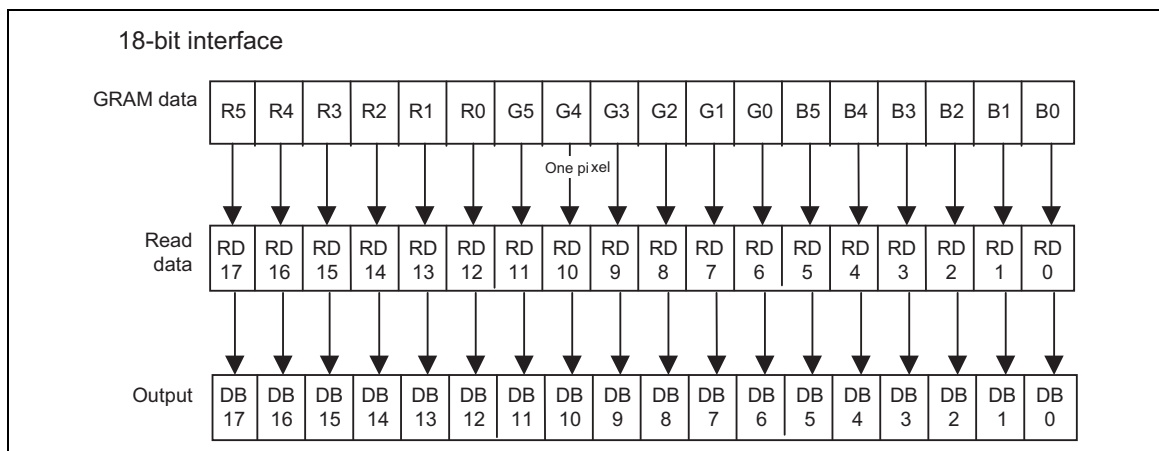 18-bit interface
GRAM data R5 R4 R3 R2 R1 R0 G5 G4 G3 G2 G1 G0 B5 B4 B3 B2 B1 B0
One pixel
Read data
RD 17 RD 16 RD 15 RD 14 RD 13 RD 12 RD 11 RD 10 RD 9 RD 8 RD 7 RD 6 RD 5 RD 4 RD 3 RD 2 RD 1 RD 0
Output
DB 17 DB 16 DB 15 DB 14 DB 13 DB 12 DB 11 DB 10 DB 9 DB 8 DB 7 DB 6 DB 5 DB 4 DB 3 DB 2 DB 1 DB 0